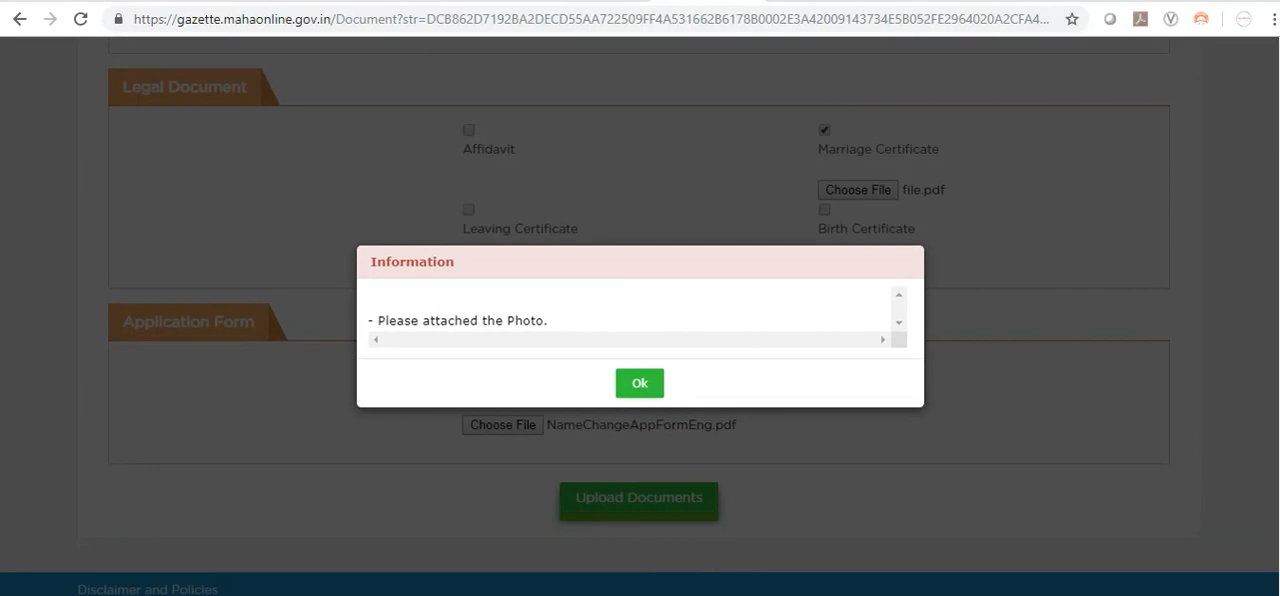 https://gazette.mahaonline.gov.in/Document?str=DCB862D7192BA2DECD55AA722509FF4A531662B6178B0002E3A42009143734E5B052FE2964020A2CFA4...
Legal Document
Affidavit
Marriage Certificate
Choose File file.pdf
Leaving Certificate
Birth Certificate
Information
- Please attached the Photo.
Ok
Application Form
Choose File NameChangeAppFormEng.pdf
Upload Documents
Disclaimer and Policies